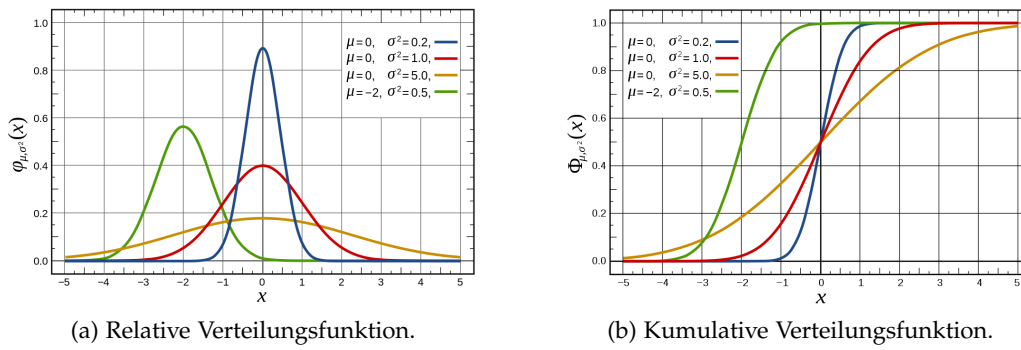 1.0
0.8
0.6
0.4
0.2
0.0
φμ,σ²(x)
μ=0, σ²=0.2,
μ=0, σ²=1.0,
μ=0, σ²=5.0,
μ=−2, σ²=0.5,
−5 −4 −3 −2 −1 0 1 2 3 4 5
x
(a) Relative Verteilungsfunktion.
1.0
0.8
0.6
0.4
0.2
0.0
Φμ,σ²(x)
μ=0, σ²=0.2,
μ=0, σ²=1.0,
μ=0, σ²=5.0,
μ=−2, σ²=0.5,
−5 −4 −3 −2 −1 0 1 2 3 4 5
x
(b) Kumulative Verteilungsfunktion.